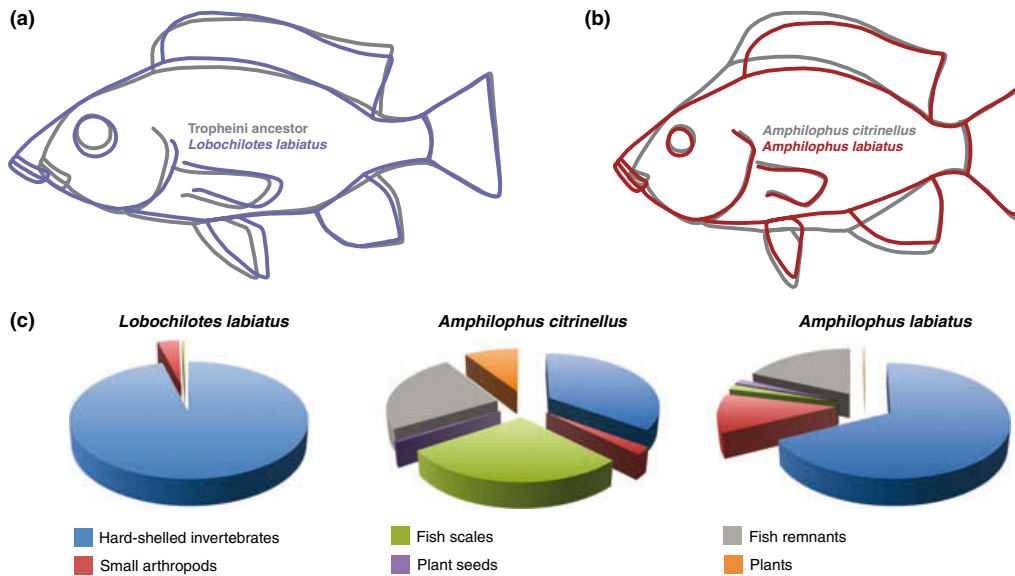 (a)
Tropheini ancestor
Lobochilotes labiatus
(b)
Amphilophus citrinellus
Amphilophus labiatus
(c)
Lobochilotes labiatus
Amphilophus citrinellus
Amphilophus labiatus
Hard-shelled invertebrates
Small arthropods
Fish scales
Plant seeds
Fish remnants
Plants